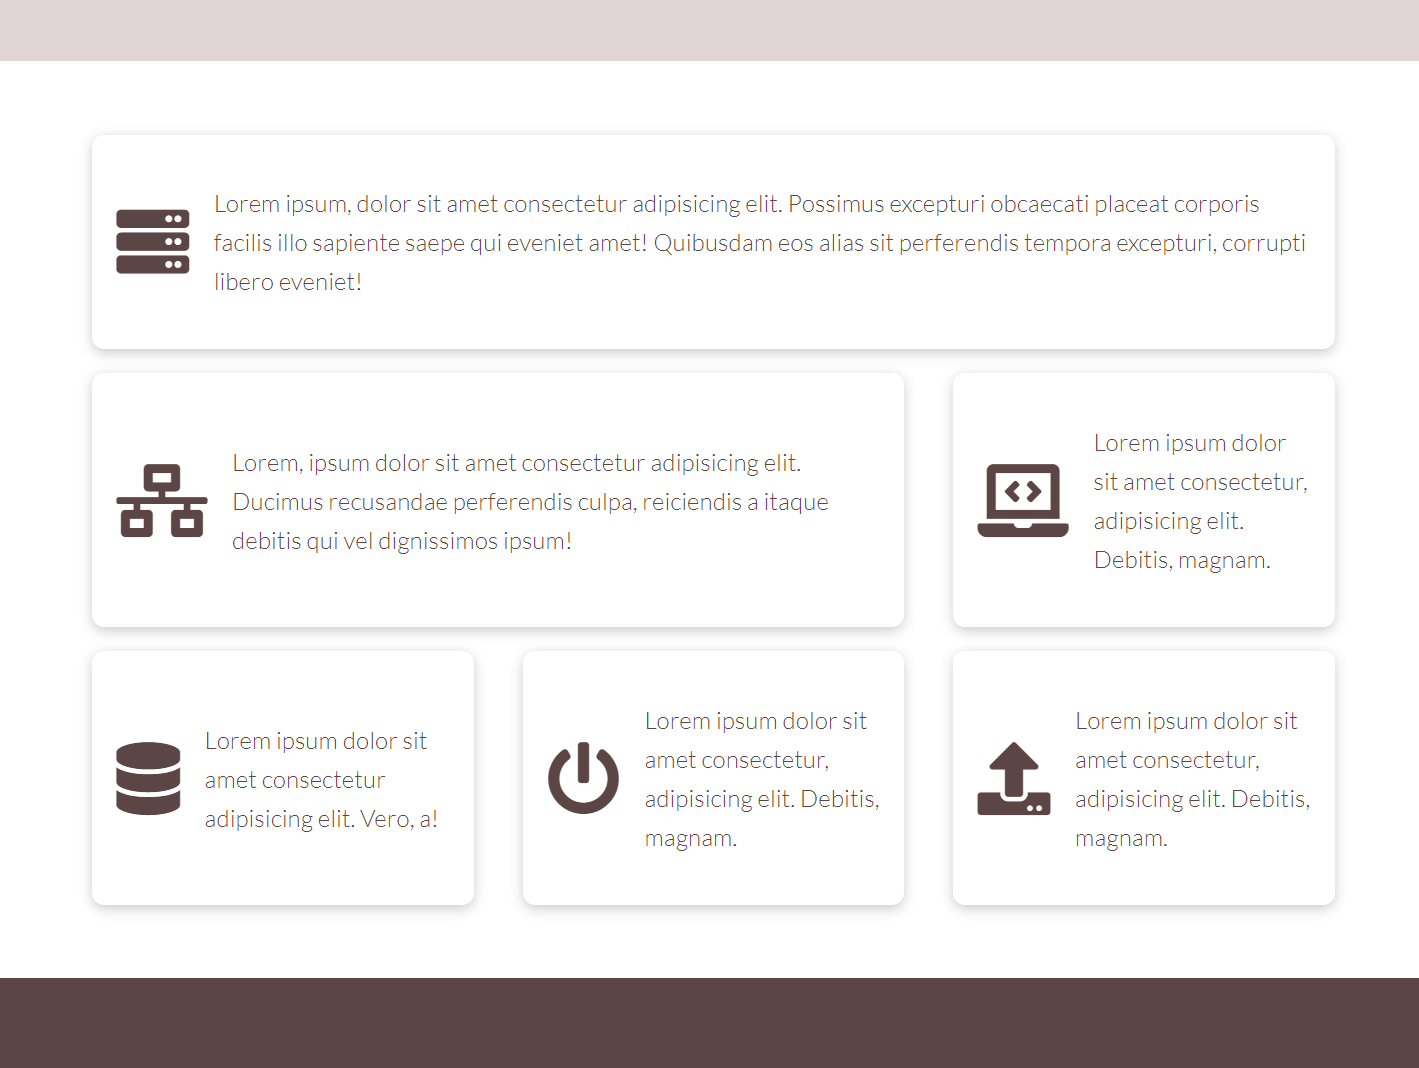 Lorem ipsum, dolor sit amet consectetur adipisicing elit. Possimus excepturi obcaecati placeat corporis
facilis illo sapiente saepe qui eveniet amet! Quibusdam eos alias sit perferendis tempora excepturi, corrupti
libero eveniet!
Lorem, ipsum dolor sit amet consectetur adipisicing elit.
Ducimus recusandae perferendis culpa, reiciendis a itaque
debitis qui vel dignissimos ipsum!
Lorem ipsum dolor
sit amet consectetur,
adipisicing elit.
Debitis, magnam.
Lorem ipsum dolor sit
amet consectetur
adipisicing elit. Vero, a!
Lorem ipsum dolor sit
amet consectetur,
adipisicing elit. Debitis,
magnam.
Lorem ipsum dolor sit
amet consectetur,
adipisicing elit. Debitis,
magnam.